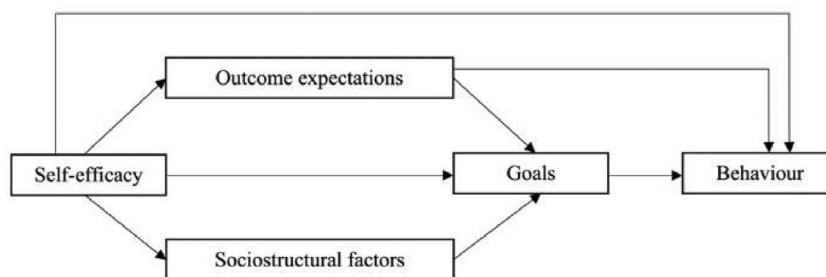 Outcome expectations
Self-efficacy
Goals
Behaviour
Sociostructural factors